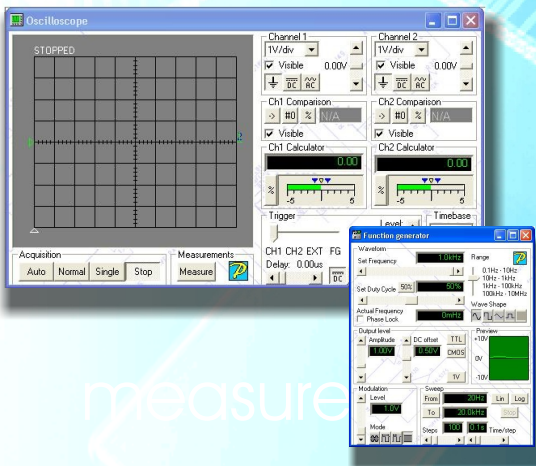 Oscilloscope
STOPPED
2
Channel 1
1V/div
Visible 0.00V
DC AC
Channel 2
1V/div
Visible 0.00V
DC AC
Ch1 Comparison
-> #0 % N/A
Visible
Ch2 Comparison
-> #0 % N/A
Visible
Ch1 Calculator
0.00
%
-5 5
Ch2 Calculator
0.00
%
-5 5
Trigger
Level:
CH1 CH2 EXT FG
Delay: 0.00us
DC
Timebase
Acquisition
Auto Normal Single Stop
Measurements
Measure
Function generator
Waveform
Set Frequency 1.0kHz
Set Duty Cycle 50% 50%
Actual Frequency 0mHz
Phase Lock
Range
0.1Hz - 10Hz
10Hz - 1kHz
1kHz - 100kHz
100kHz - 10MHz
Wave Shape
Output level
Amplitude
1.00V
DC offset
0.50V
TTL
CMOS
1V
Preview
+10V
0V
-10V
Modulation
Level
1.0V
Mode
Sweep
From 20Hz Lin Log
To 20.0kHz Stop
Steps 100 0.1s Time/step
measure